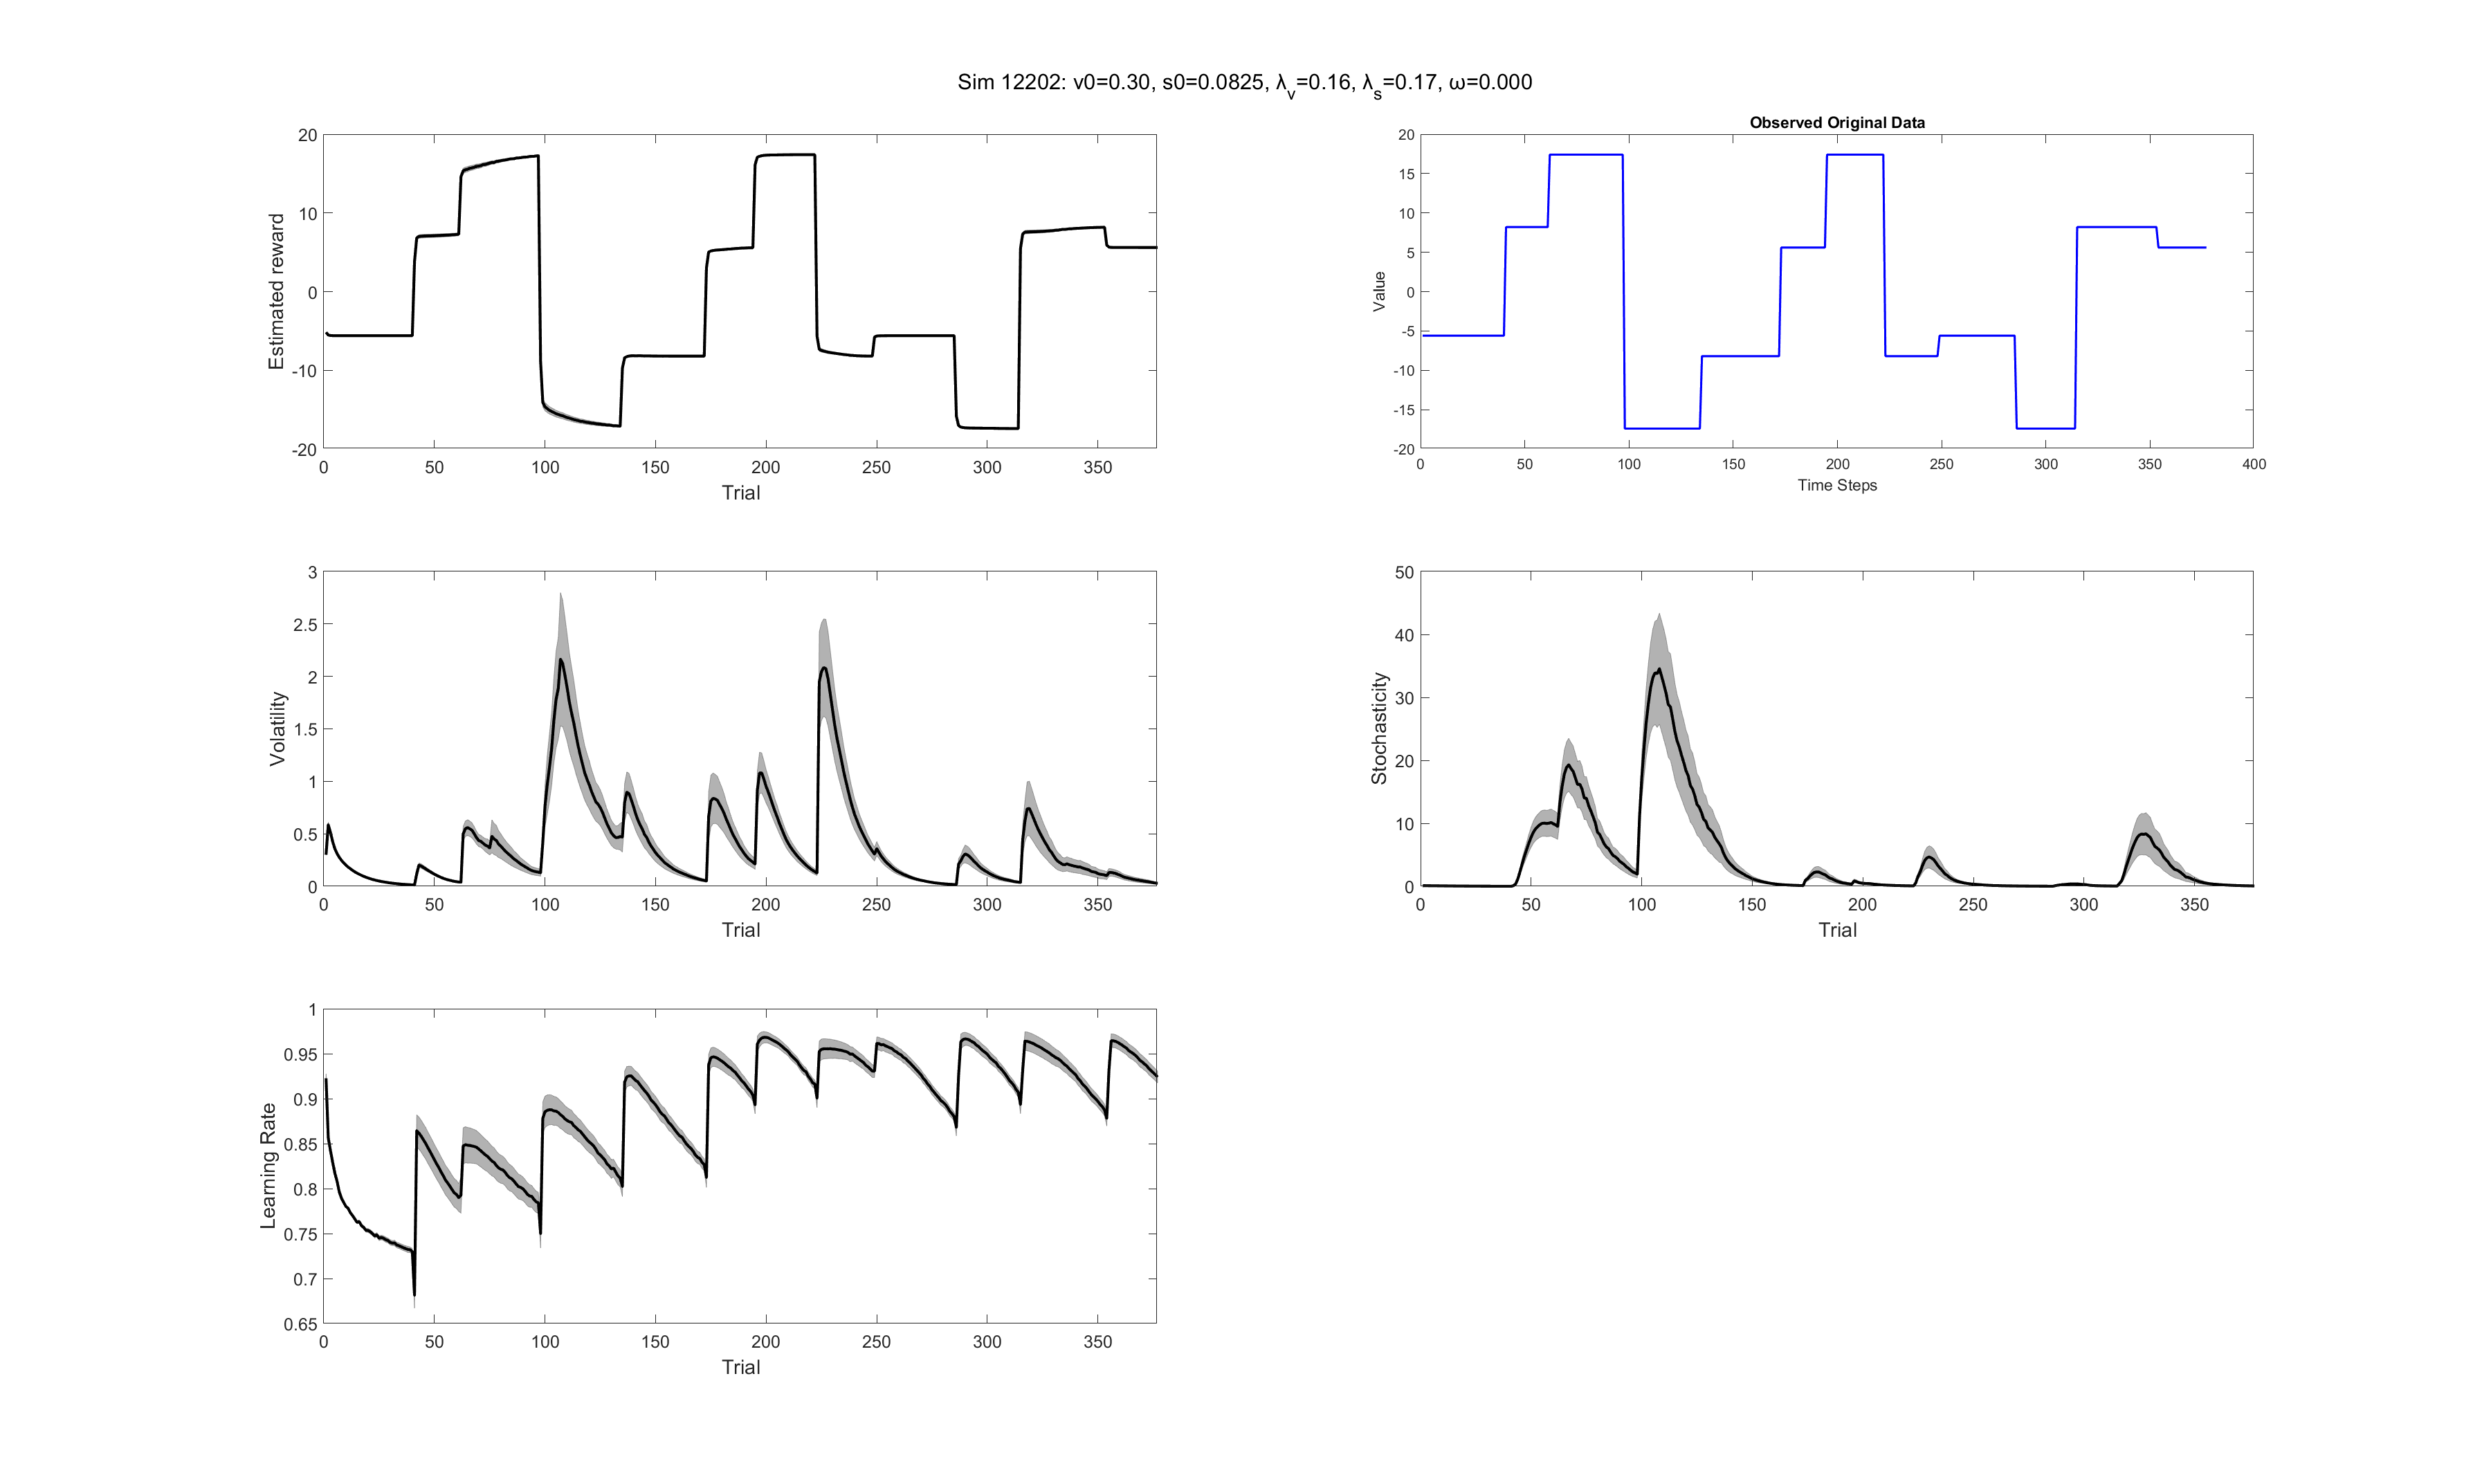 Sim 12202: v0=0.30, s0=0.0825, λv=0.16, λs=0.17, ω=0.000
Estimated reward
20
10
0
-10
-20
0 50 100 150 200 250 300 350
Trial
Observed Original Data
Value
20
15
10
5
0
-5
-10
-15
-20
0 50 100 150 200 250 300 350 400
Time Steps
Volatility
3
2.5
2
1.5
1
0.5
0
0 50 100 150 200 250 300 350
Trial
Stochasticity
50
40
30
20
10
0
0 50 100 150 200 250 300 350
Trial
Learning Rate
1
0.95
0.9
0.85
0.8
0.75
0.7
0.65
0 50 100 150 200 250 300 350
Trial